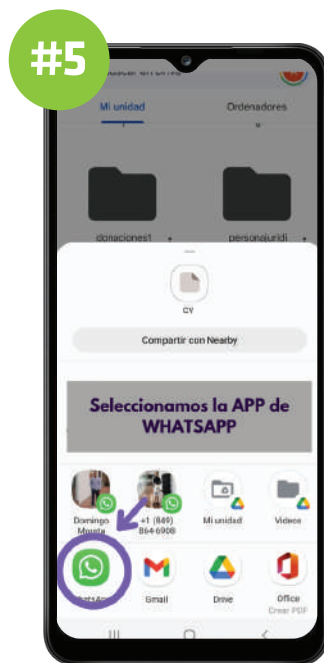 #5
Mi unidad
Ordenadores
donaciones1
personajuridi
CV
Compartir con Nearby
Seleccionamos la APP de
WHATSAPP
Domingo
+1 (849)
864-6908
Mi unidad
Videos
WhatsApp
Gmail
Drive
Office
Crear PDF